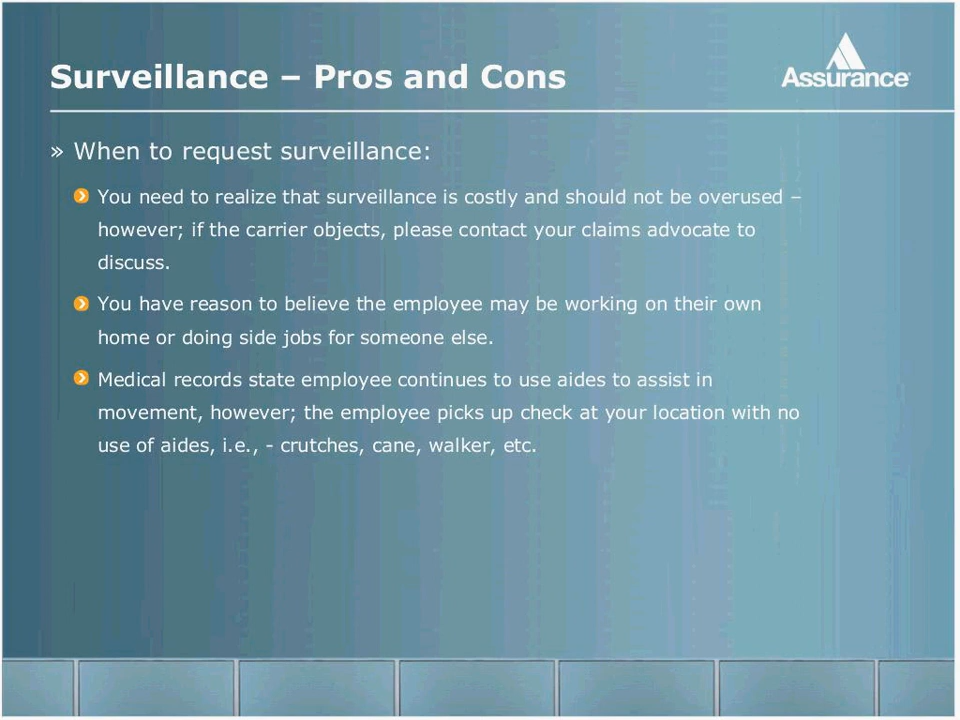 Surveillance – Pros and Cons
Assurance
» When to request surveillance:
You need to realize that surveillance is costly and should not be overused –
however; if the carrier objects, please contact your claims advocate to
discuss.
You have reason to believe the employee may be working on their own
home or doing side jobs for someone else.
Medical records state employee continues to use aides to assist in
movement, however; the employee picks up check at your location with no
use of aides, i.e., - crutches, cane, walker, etc.